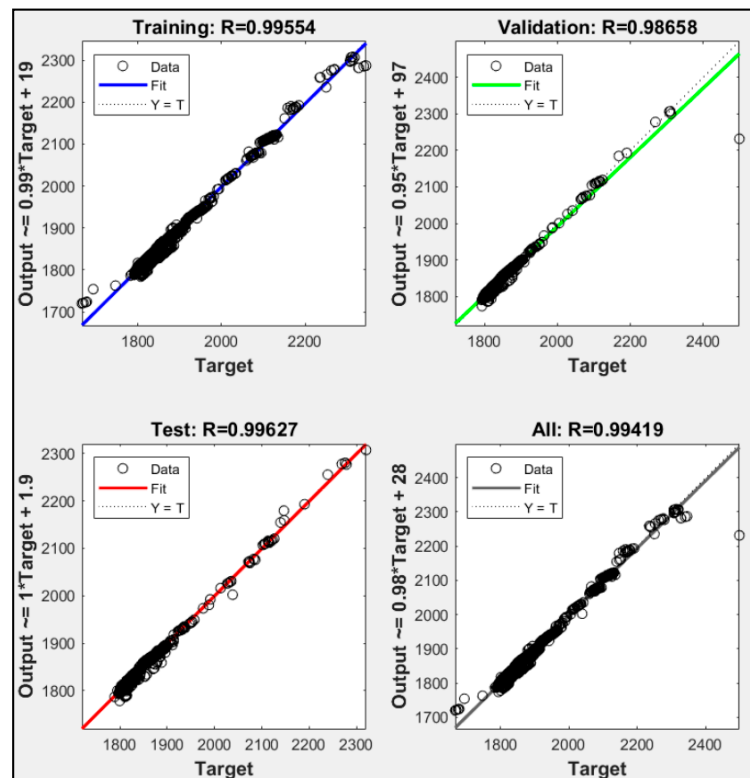 Training: R=0.99554
Output ~= 0.99*Target + 19
2300
2200
2100
2000
1900
1800
1700
Data
Fit
Y = T
1800
2000
2200
Target
Validation: R=0.98658
Output ~= 0.95*Target + 97
2400
2300
2200
2100
2000
1900
1800
Data
Fit
Y = T
1800
2000
2200
2400
Target
Test: R=0.99627
Output ~= 1*Target + 1.9
2300
2200
2100
2000
1900
1800
Data
Fit
Y = T
1800
1900
2000
2100
2200
2300
Target
All: R=0.99419
Output ~= 0.98*Target + 28
2400
2300
2200
2100
2000
1900
1800
1700
Data
Fit
Y = T
1800
2000
2200
2400
Target